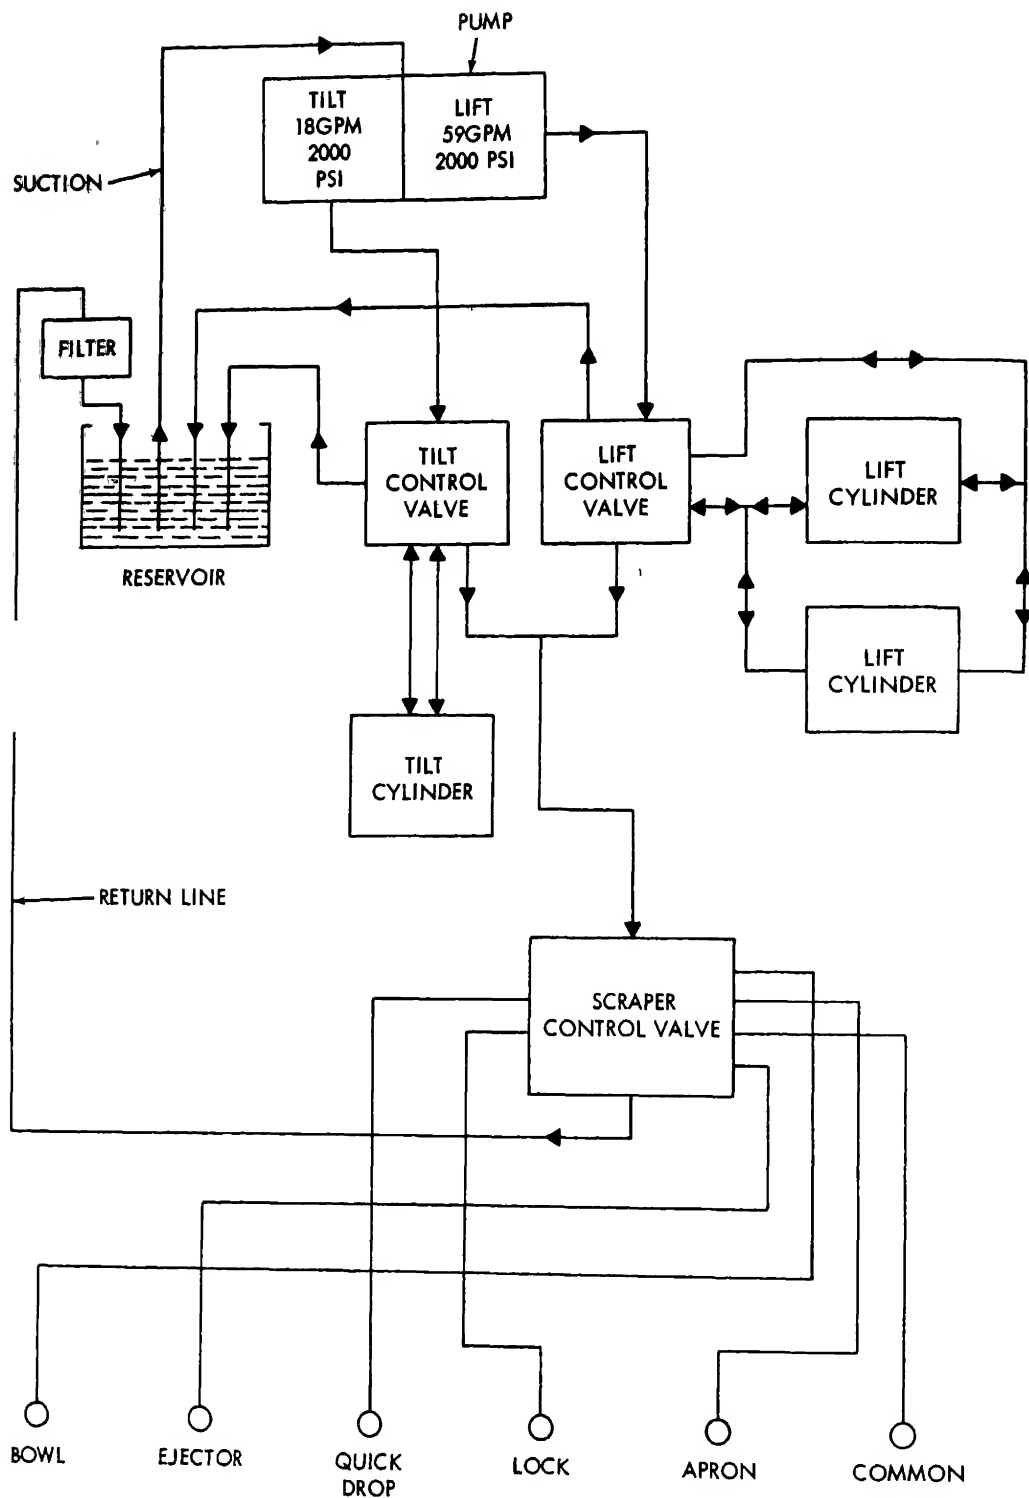 PUMP
TILT
18GPM
2000
PSI
LIFT
59GPM
2000 PSI
SUCTION
FILTER
TILT
CONTROL
VALVE
LIFT
CONTROL
VALVE
LIFT
CYLINDER
RESERVOIR
LIFT
CYLINDER
TILT
CYLINDER
RETURN LINE
SCRAPER
CONTROL VALVE
BOWL
EJECTOR
QUICK
DROP
LOCK
APRON
COMMON